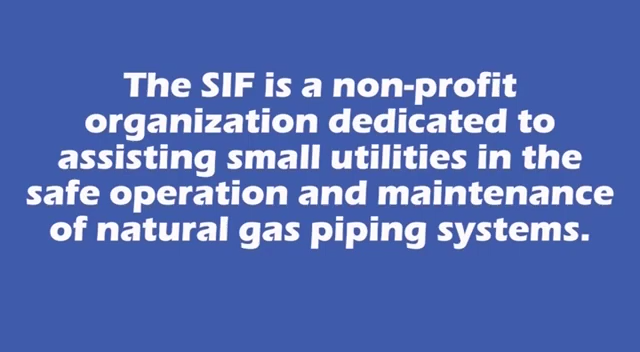 The SIF is a non-profit
organization dedicated to
assisting small utilities in the
safe operation and maintenance
of natural gas piping systems.